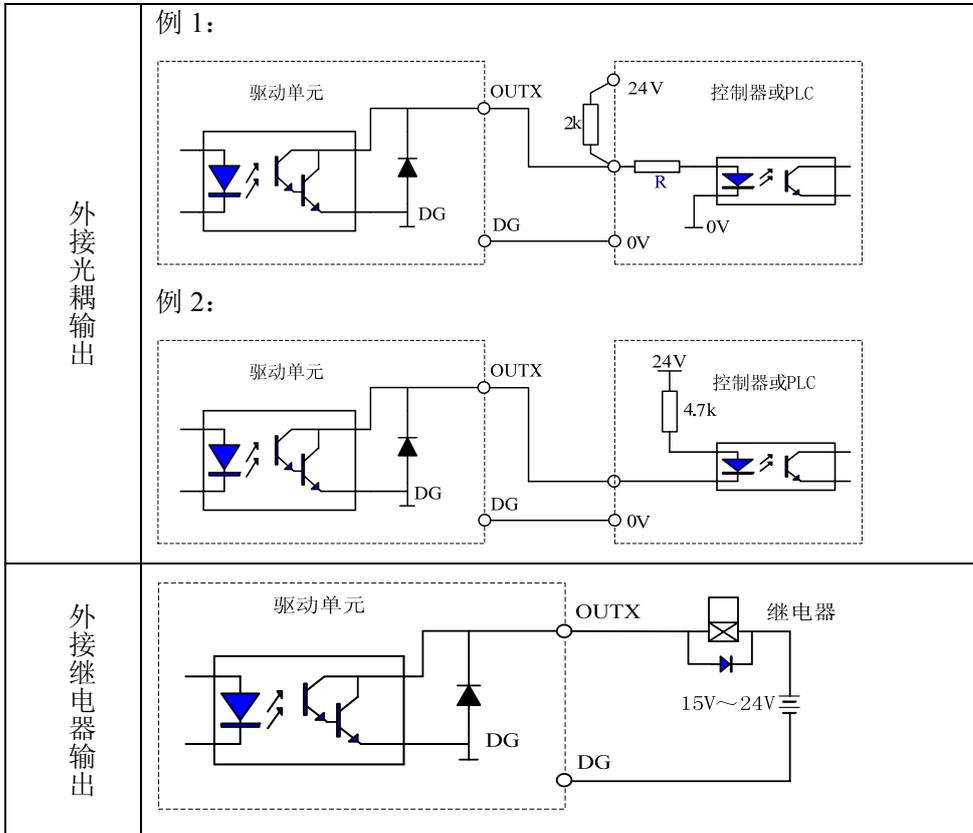 外接光耦输出
例 1：
驱动单元
OUTX
24V
控制器或PLC
2k
R
DG
0V
DG
0V
例 2：
驱动单元
OUTX
24V
控制器或PLC
4.7k
DG
DG
0V
外接继电器输出
驱动单元
OUTX
继电器
15V～24V
DG
DG